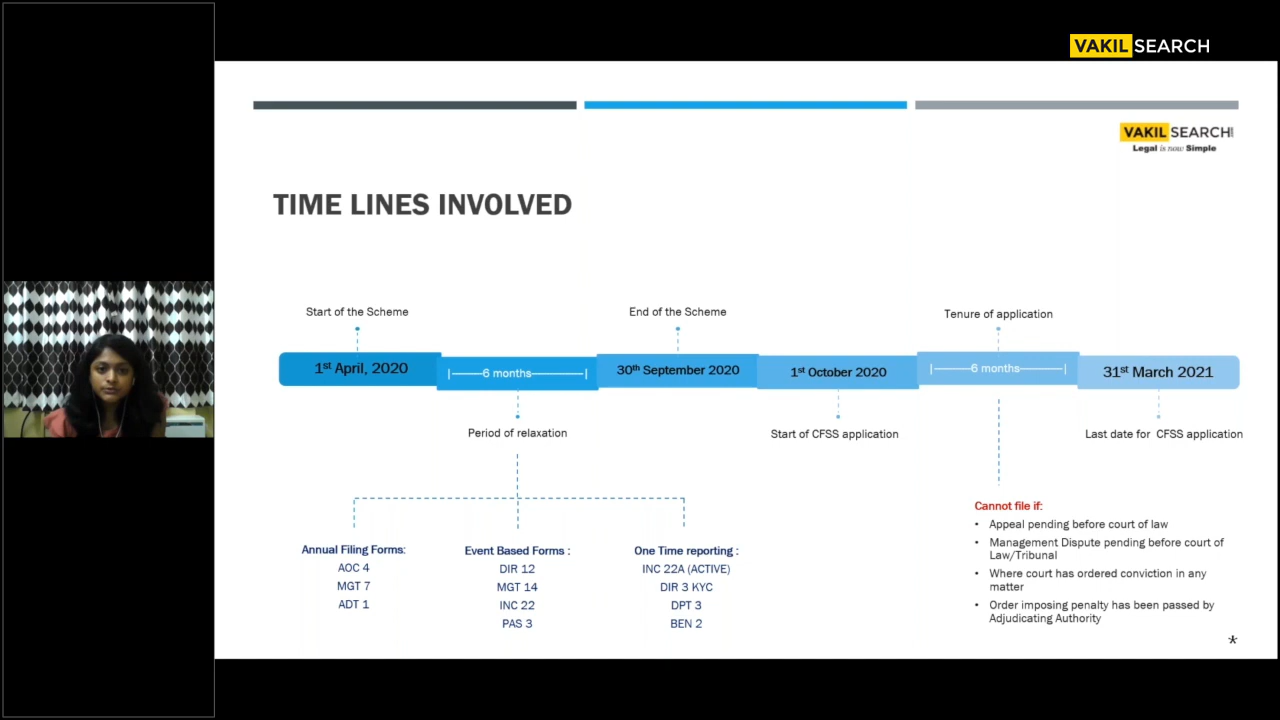 VAKILSEARCH
VAKILSEARCH
Legal is now Simple
TIME LINES INVOLVED
Start of the Scheme
End of the Scheme
Tenure of application
1st April, 2020
6 months
30th September 2020
1st October 2020
6 months
31st March 2021
Period of relaxation
Start of CFSS application
Last date for CFSS application
Annual Filing Forms:
AOC 4
MGT 7
ADT 1
Event Based Forms :
DIR 12
MGT 14
INC 22
PAS 3
One Time reporting :
INC 22A (ACTIVE)
DIR 3 KYC
DPT 3
BEN 2
Cannot file if:
• Appeal pending before court of law
• Management Dispute pending before court of
Law/Tribunal
• Where court has ordered conviction in any
matter
• Order imposing penalty has been passed by
Adjudicating Authority
*